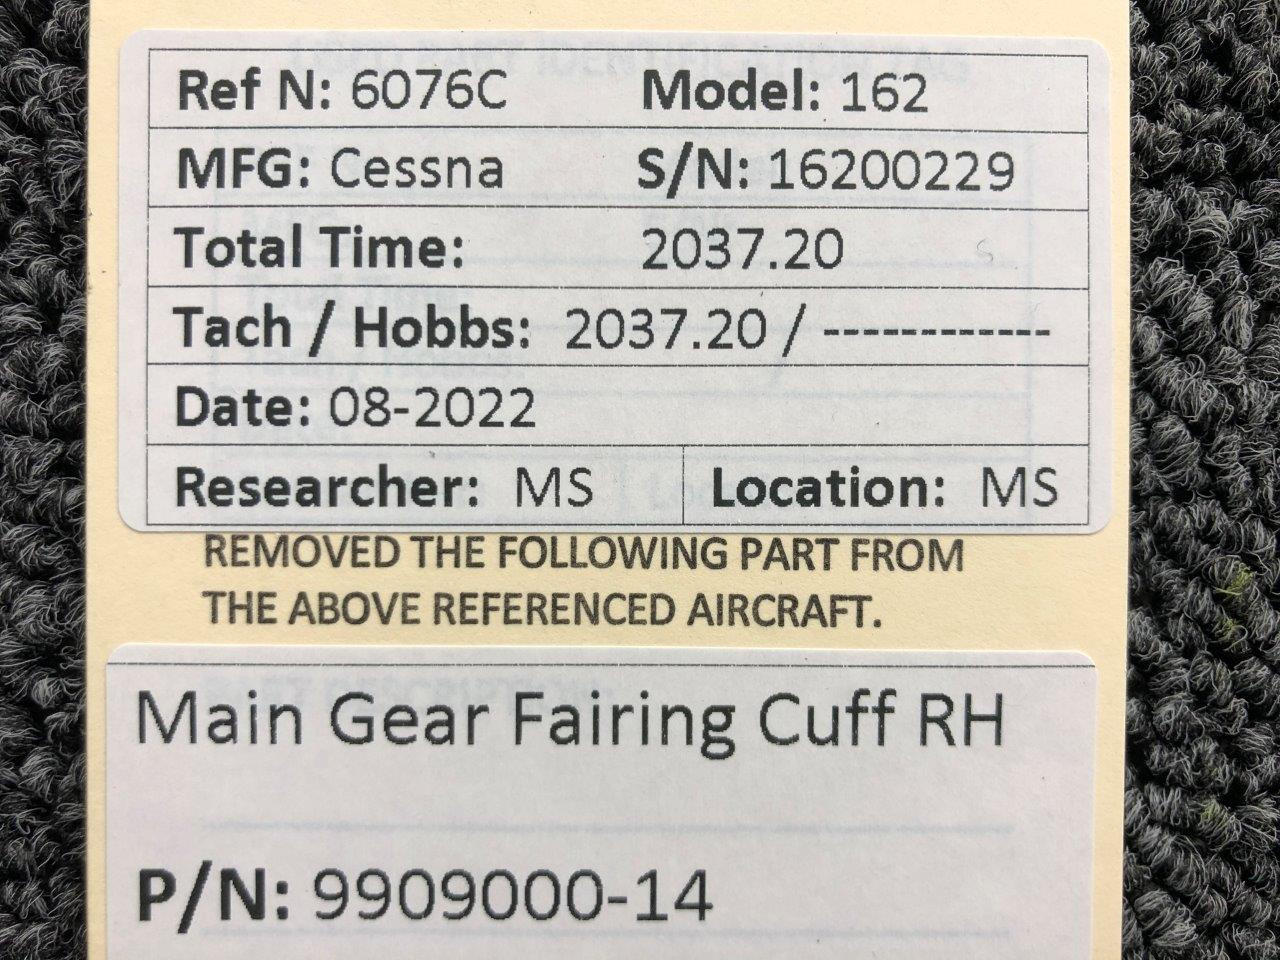 Ref N: 6076C Model: 162
MFG: Cessna S/N: 16200229
Total Time: 2037.20
Tach / Hobbs: 2037.20 / ------------
Date: 08-2022
Researcher: MS Location: MS
REMOVED THE FOLLOWING PART FROM
THE ABOVE REFERENCED AIRCRAFT.
Main Gear Fairing Cuff RH
P/N: 9909000-14